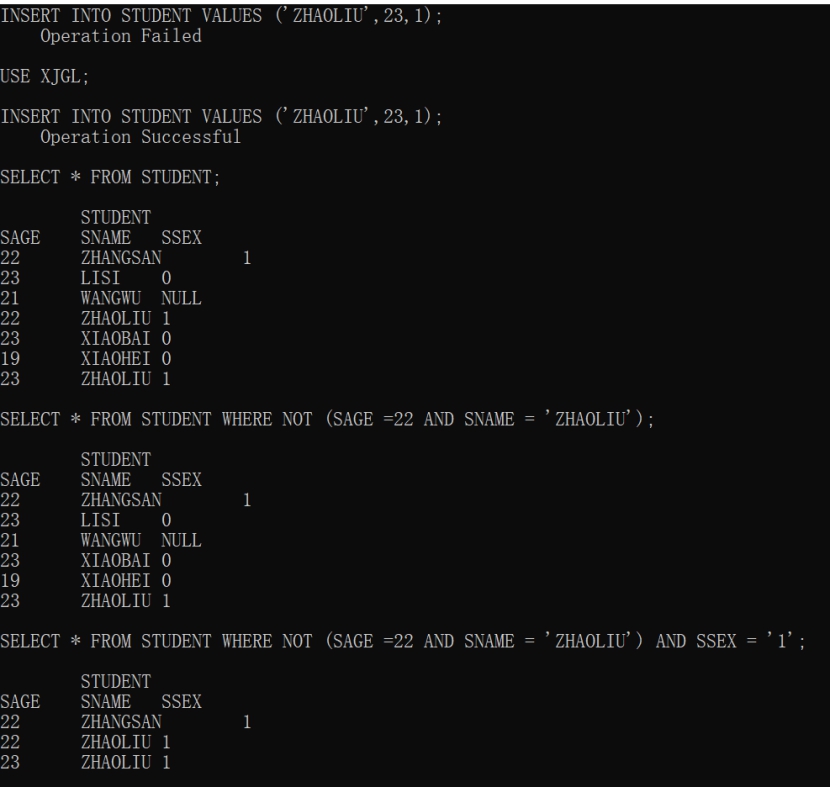 INSERT INTO STUDENT VALUES ('ZHAOLIU',23,1);
Operation Failed
USE XJGL;
INSERT INTO STUDENT VALUES ('ZHAOLIU',23,1);
Operation Successful
SELECT * FROM STUDENT;
STUDENT
SAGE SNAME SSEX
22 ZHANGSAN 1
23 LISI 0
21 WANGWU NULL
22 ZHAOLIU 1
23 XIAOBAI 0
19 XIAOHEI 0
23 ZHAOLIU 1
SELECT * FROM STUDENT WHERE NOT (SAGE =22 AND SNAME = 'ZHAOLIU');
STUDENT
SAGE SNAME SSEX
22 ZHANGSAN 1
23 LISI 0
21 WANGWU NULL
23 XIAOBAI 0
19 XIAOHEI 0
23 ZHAOLIU 1
SELECT * FROM STUDENT WHERE NOT (SAGE =22 AND SNAME = 'ZHAOLIU') AND SSEX = '1';
STUDENT
SAGE SNAME SSEX
22 ZHANGSAN 1
22 ZHAOLIU 1
23 ZHAOLIU 1